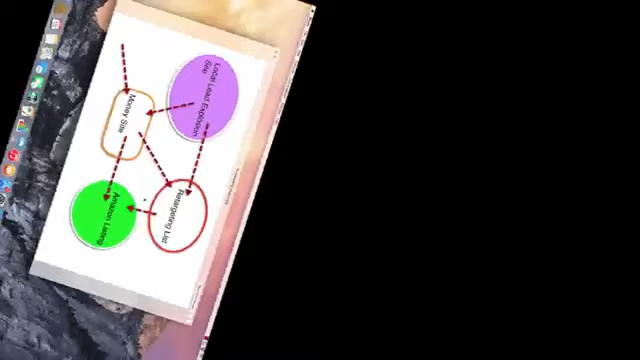 Local Lead Explosion
Site
Money Site
Retargeting List
Amazon Listing